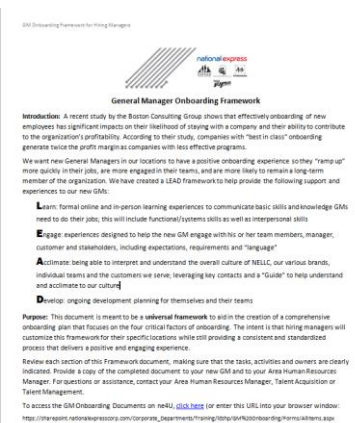 GM Onboarding Framework for Hiring Managers
nationalexpress
General Manager Onboarding Framework
Introduction: A recent study by the Boston Consulting Group shows that effectively onboarding of new
employees has significant impacts on their likelihood of staying with a company and their ability to contribute
to the organization's profitability. According to their study, companies with "best in class" onboarding
generate twice the profit margin as companies with less effective programs.
We want new General Managers in our locations to have a positive onboarding experience so they "ramp up"
more quickly in their jobs, are more engaged in their teams, and are more likely to remain a long-term
member of the organization. We have created a LEAD framework to help provide the following support and
experiences to our new GMs:
Learn: formal online and in-person learning experiences to communicate basic skills and knowledge GMs
need to do their jobs; this will include functional/systems skills as well as interpersonal skills
Engage: experiences designed to help the new GM engage with his or her team members, manager,
customer and stakeholders, including expectations, requirements and "language"
Acclimate: being able to interpret and understand the overall culture of NELLC, our various brands,
individual teams and the customers we serve; leveraging key contacts and a "Guide" to help understand
and acclimate to our culture
Develop: ongoing development planning for themselves and their teams
Purpose: This document is meant to be a universal framework to aid in the creation of a comprehensive
onboarding plan that focuses on the four critical factors of onboarding. The intent is that hiring managers will
customize this framework for their specific locations while still providing a consistent and standardized
process that delivers a positive and engaging experience.
Review each section of this Framework document, making sure that the tasks, activities and owners are clearly
indicated. Provide a copy of the completed document to your new GM and to your Area Human Resources
Manager. For questions or assistance, contact your Area Human Resources Manager, Talent Acquisition or
Talent Management.
To access the GM Onboarding Documents on ne4U, click here (or enter this URL into your browser window:
https://sharepoint.nationalexpresscorp.com/Corporate_Departments/Training/ldbhp/GM%20Onboarding/Forms/AllItems.aspx